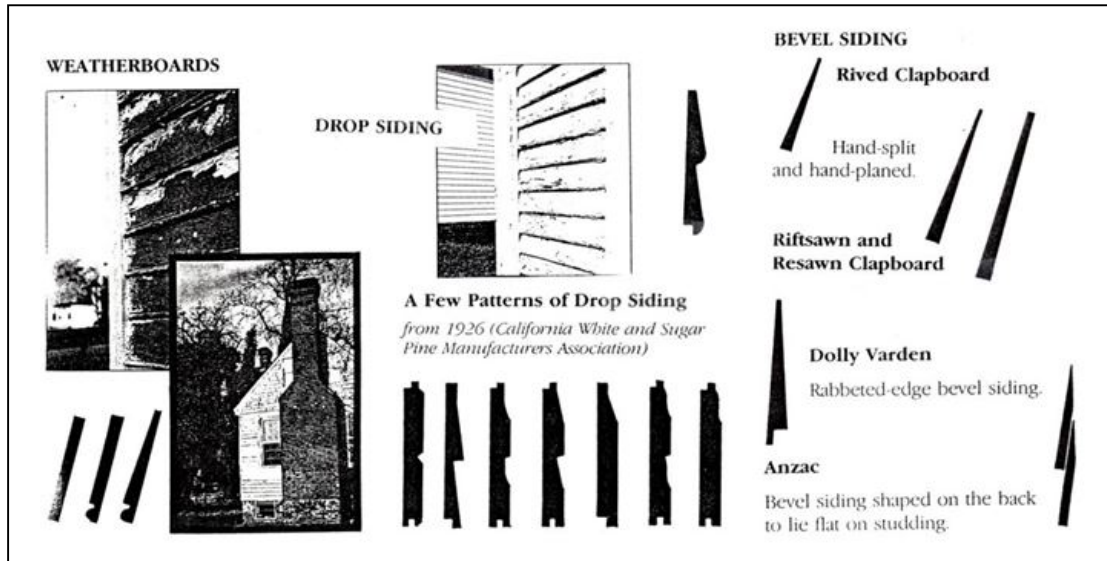 WEATHERBOARDS
DROP SIDING
A Few Patterns of Drop Siding
from 1926 (California White and Sugar
Pine Manufacturers Association)
BEVEL SIDING
Rived Clapboard
Hand-split
and hand-planed.
Riftsawn and
Resawn Clapboard
Dolly Varden
Rabbeted-edge bevel siding.
Anzac
Bevel siding shaped on the back
to lie flat on studding.